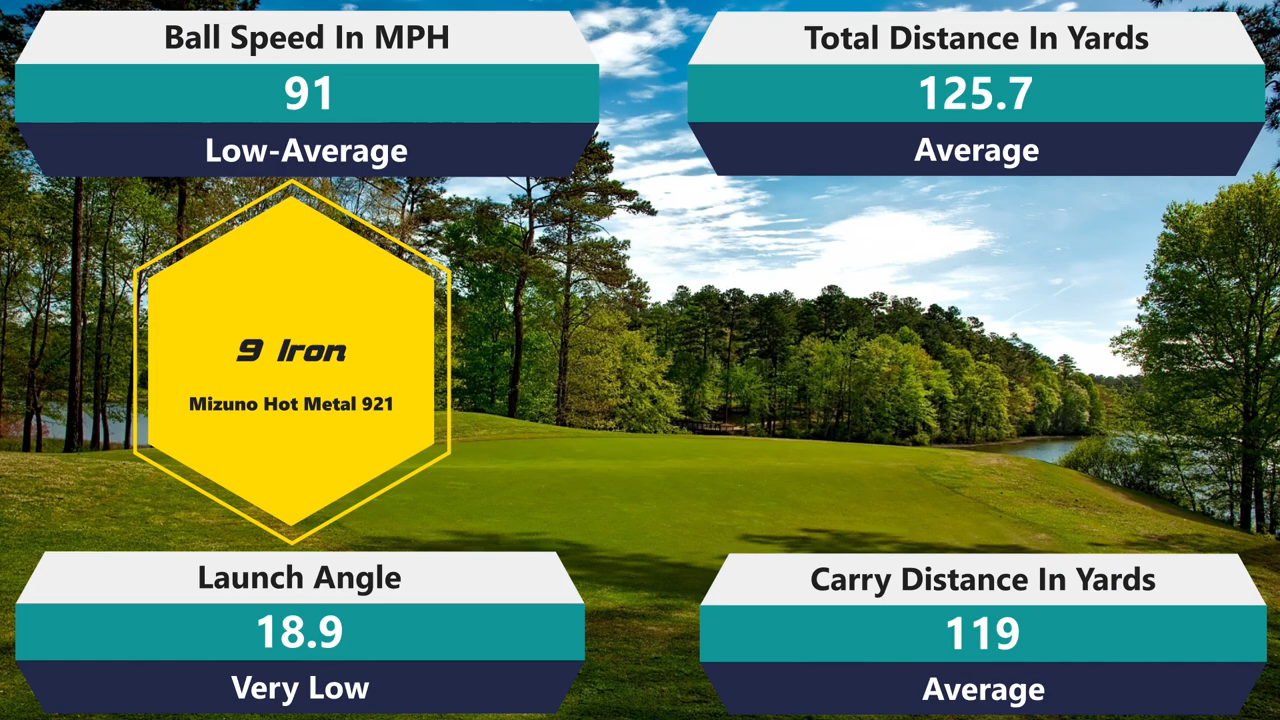 Ball Speed In MPH
91
Low-Average
Total Distance In Yards
125.7
Average
9 Iron
Mizuno Hot Metal 921
Launch Angle
18.9
Very Low
Carry Distance In Yards
119
Average